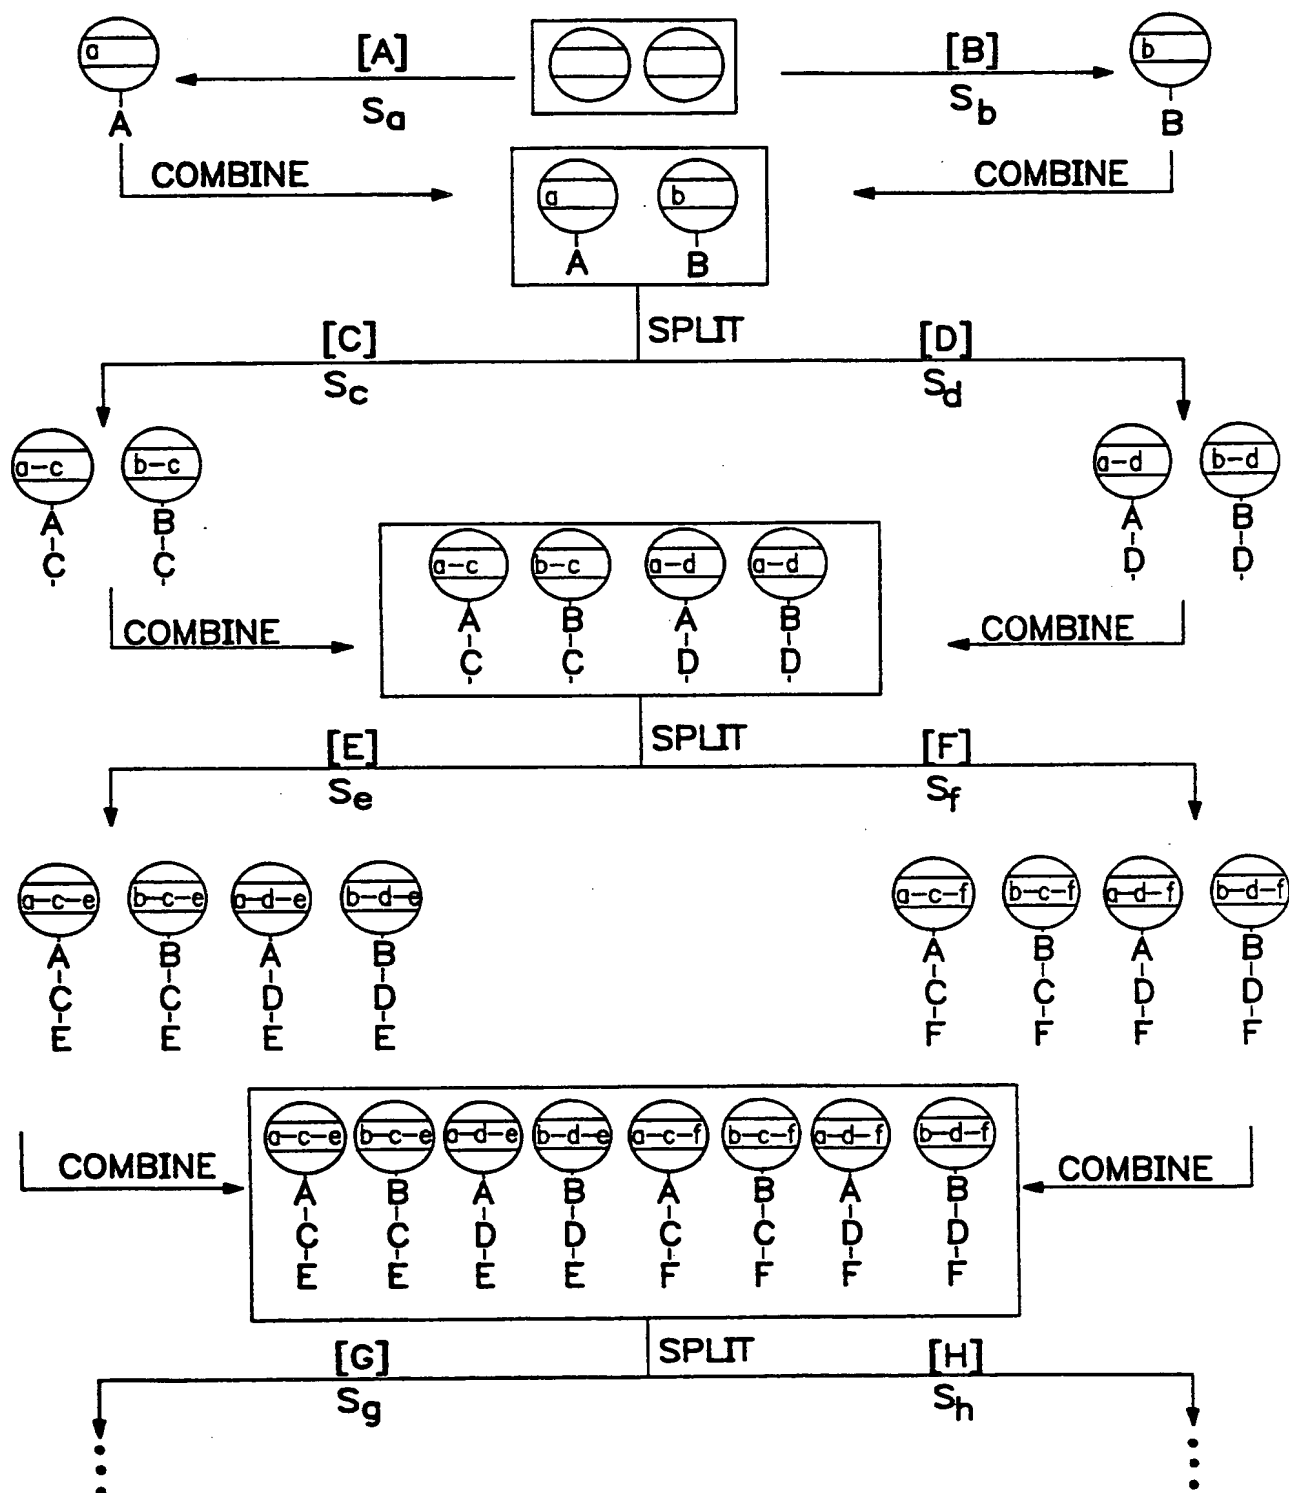 a [A] [B] b
Sa Sb
A B
COMBINE COMBINE
a b
A B
SPLIT
[C] [D]
Sc Sd
a-c b-c a-d b-d
A B A B
C C D D
a-c b-c a-d a-d
A B A B
C C D D
COMBINE COMBINE
SPLIT
[E] [F]
Se Sf
a-c-e b-c-e a-d-e b-d-e a-c-f b-c-f a-d-f b-d-f
A B A B A B A B
C C D D C C D D
E E E E F F F F
a-c-e b-c-e a-d-e b-d-e a-c-f b-c-f a-d-f b-d-f
COMBINE COMBINE
A B A B A B A B
C C D D C C D D
E E E E F F F F
SPLIT
[G] [H]
Sg Sh